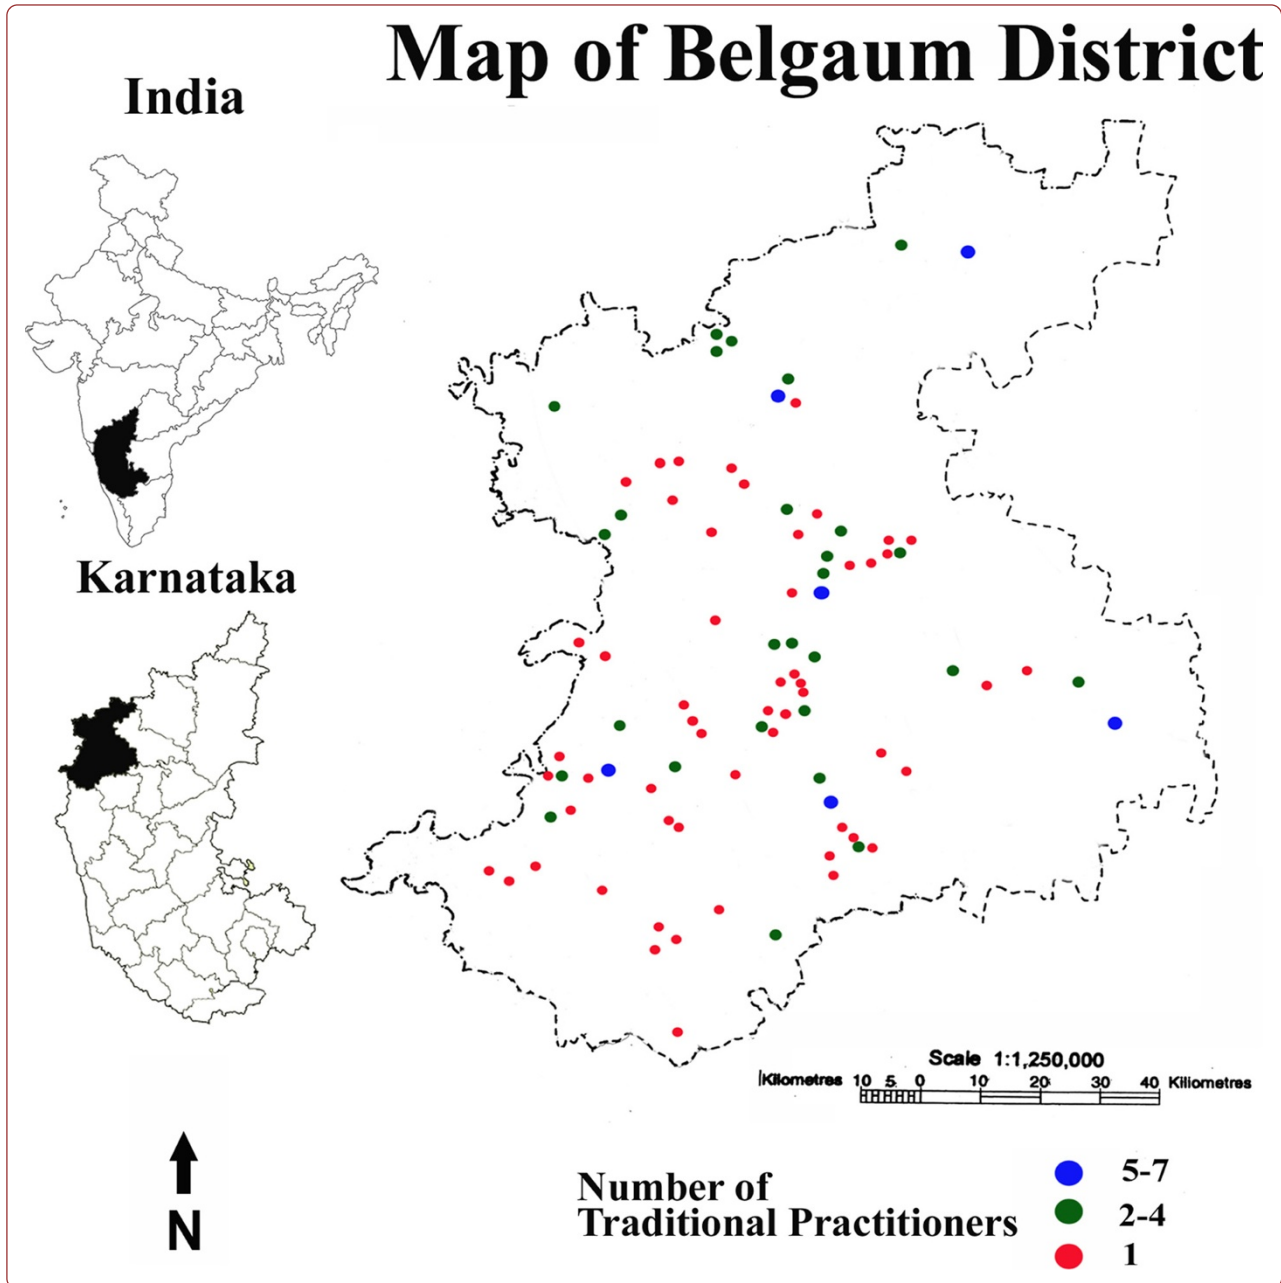 Map of Belgaum District
India
Karnataka
Scale 1:1,250,000
Kilometres 10 5 0 10 20 30 40 Kiliometres
N
Number of
Traditional Practitioners
5-7
2-4
1